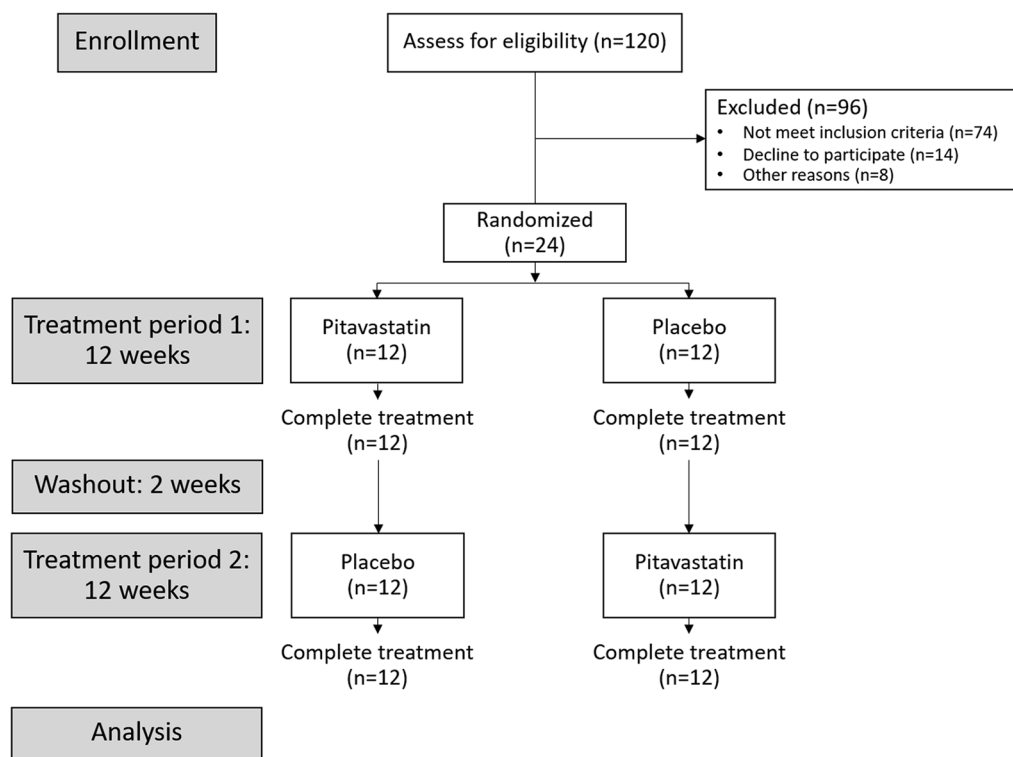 Enrollment
Assess for eligibility (n=120)
Excluded (n=96)
• Not meet inclusion criteria (n=74)
• Decline to participate (n=14)
• Other reasons (n=8)
Randomized
(n=24)
Treatment period 1:
12 weeks
Pitavastatin
(n=12)
Placebo
(n=12)
Complete treatment
(n=12)
Complete treatment
(n=12)
Washout: 2 weeks
Treatment period 2:
12 weeks
Placebo
(n=12)
Pitavastatin
(n=12)
Complete treatment
(n=12)
Complete treatment
(n=12)
Analysis